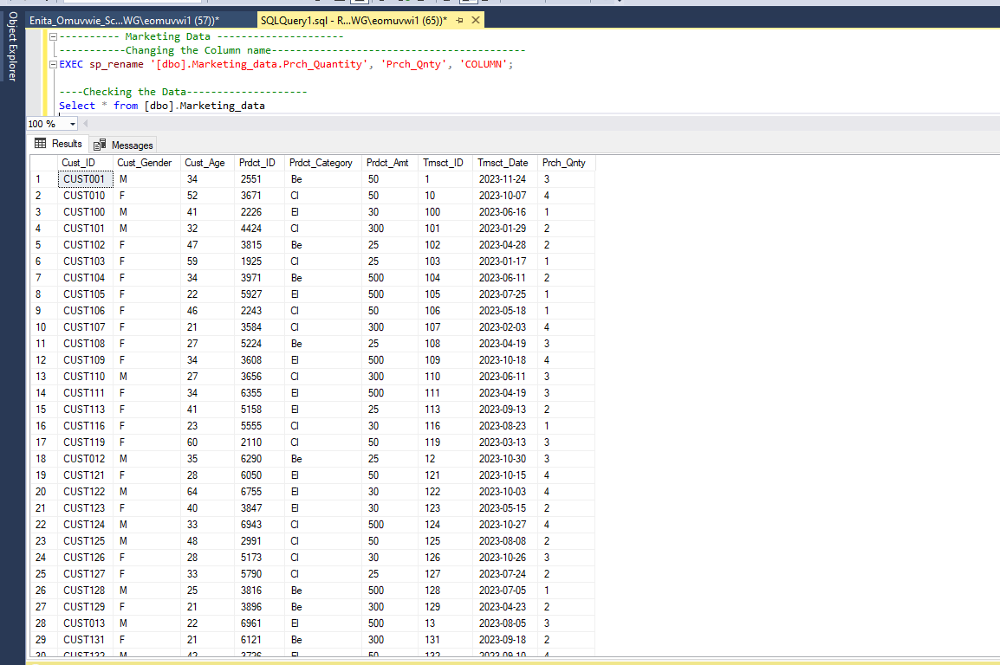 Object Explorer
Enita_Omuvwie_Sc...WG\eomuvwi1 (57))*
SQLQuery1.sql - R...WG\eomuvwi1 (65))*
---------- Marketing Data ---------------------
-----------Changing the Column name------------------------------------------
EXEC sp_rename '[dbo].Marketing_data.Prch_Quantity', 'Prch_Qnty', 'COLUMN';
----Checking the Data--------------------
Select * from [dbo].Marketing_data
100 %
Results Messages
Cust_ID Cust_Gender Cust_Age Prdct_ID Prdct_Category Prdct_Amt Trnsct_ID Trnsct_Date Prch_Qnty
1 CUST001 M 34 2551 Be 50 1 2023-11-24 3
2 CUST010 F 52 3671 Cl 50 10 2023-10-07 4
3 CUST100 M 41 2226 El 30 100 2023-06-16 1
4 CUST101 M 32 4424 Cl 300 101 2023-01-29 2
5 CUST102 F 47 3815 Be 25 102 2023-04-28 2
6 CUST103 F 59 1925 Cl 25 103 2023-01-17 1
7 CUST104 F 34 3971 Be 500 104 2023-06-11 2
8 CUST105 F 22 5927 El 500 105 2023-07-25 1
9 CUST106 F 46 2243 Cl 50 106 2023-05-18 1
10 CUST107 F 21 3584 Cl 300 107 2023-02-03 4
11 CUST108 F 27 5224 Be 25 108 2023-04-19 3
12 CUST109 F 34 3608 El 500 109 2023-10-18 4
13 CUST110 M 27 3656 Cl 300 110 2023-06-11 3
14 CUST111 F 34 6355 El 500 111 2023-04-19 3
15 CUST113 F 41 5158 El 25 113 2023-09-13 2
16 CUST116 F 23 5555 Cl 30 116 2023-08-23 1
17 CUST119 F 60 2110 Cl 50 119 2023-03-13 3
18 CUST012 M 35 6290 Be 25 12 2023-10-30 3
19 CUST121 F 28 6050 El 50 121 2023-10-15 4
20 CUST122 M 64 6755 El 30 122 2023-10-03 4
21 CUST123 F 40 3847 El 30 123 2023-05-15 2
22 CUST124 M 33 6943 Cl 500 124 2023-10-27 4
23 CUST125 M 48 2991 Cl 50 125 2023-08-08 2
24 CUST126 F 28 5173 Cl 30 126 2023-10-26 3
25 CUST127 F 33 5790 Cl 25 127 2023-07-24 2
26 CUST128 M 25 3816 Be 500 128 2023-07-05 1
27 CUST129 F 21 3896 Be 300 129 2023-04-23 2
28 CUST013 M 22 6961 El 500 13 2023-08-05 3
29 CUST131 F 21 6121 Be 300 131 2023-09-18 2
30 CUST132 M 42 3726 El 50 132 2023-09-10 4